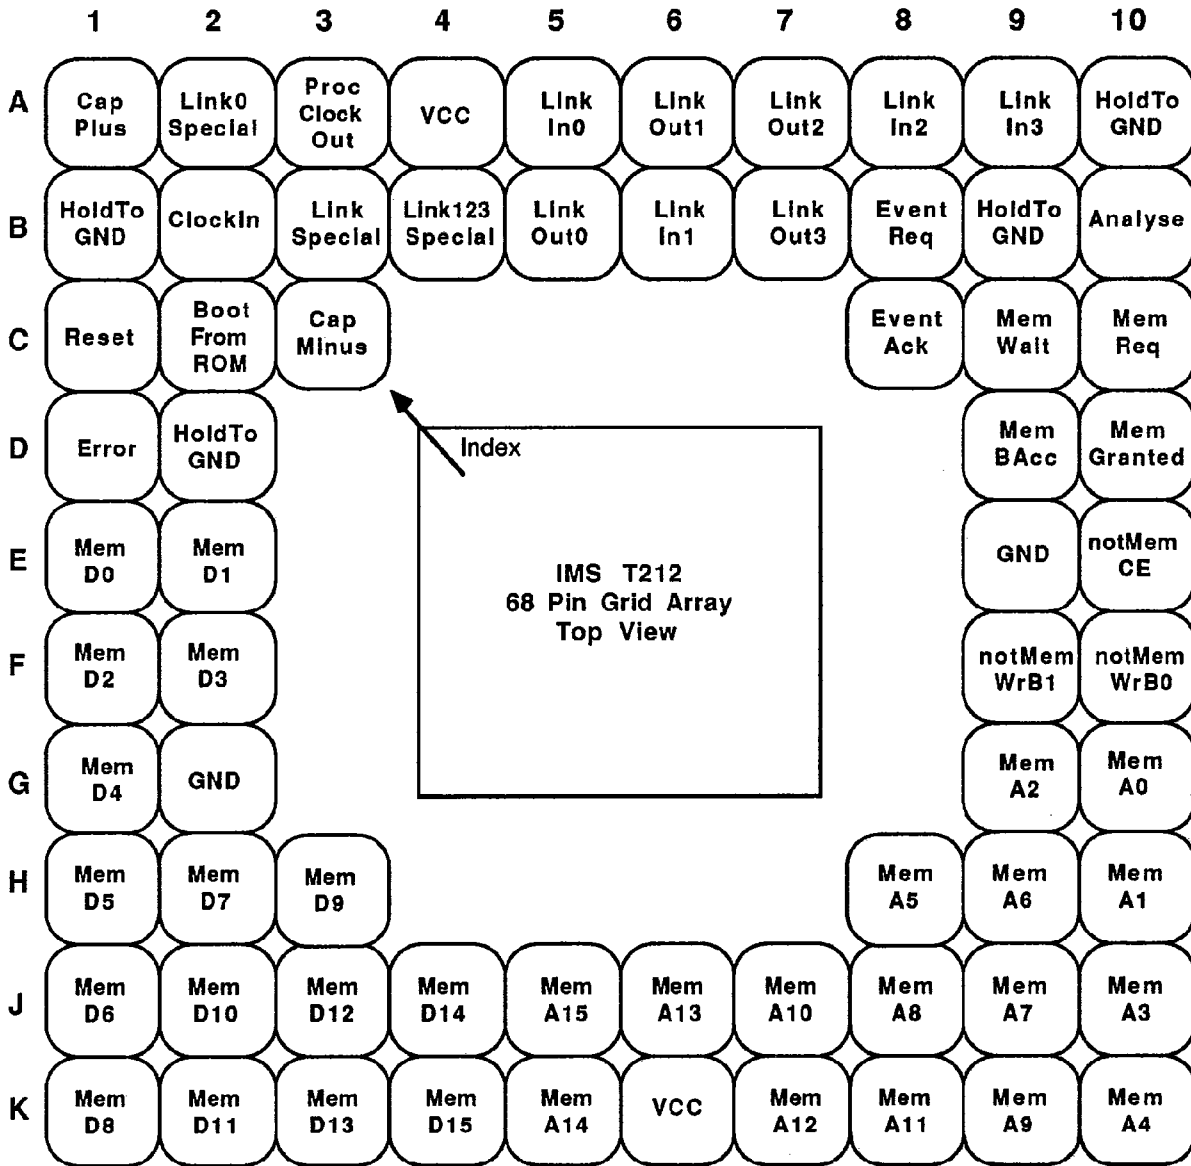 1 2 3 4 5 6 7 8 9 10
A
Cap Plus
Link0 Special
Proc Clock Out
VCC
Link In0
Link Out1
Link Out2
Link In2
Link In3
HoldTo GND
B
HoldTo GND
ClockIn
Link Special
Link123 Special
Link Out0
Link In1
Link Out3
Event Req
HoldTo GND
Analyse
C
Reset
Boot From ROM
Cap Minus
Event Ack
Mem Wait
Mem Req
D
Error
HoldTo GND
Index
Mem BAcc
Mem Granted
E
Mem D0
Mem D1
IMS T212
68 Pin Grid Array
Top View
GND
notMem CE
F
Mem D2
Mem D3
notMem WrB1
notMem WrB0
G
Mem D4
GND
Mem A2
Mem A0
H
Mem D5
Mem D7
Mem D9
Mem A5
Mem A6
Mem A1
J
Mem D6
Mem D10
Mem D12
Mem D14
Mem A15
Mem A13
Mem A10
Mem A8
Mem A7
Mem A3
K
Mem D8
Mem D11
Mem D13
Mem D15
Mem A14
VCC
Mem A12
Mem A11
Mem A9
Mem A4